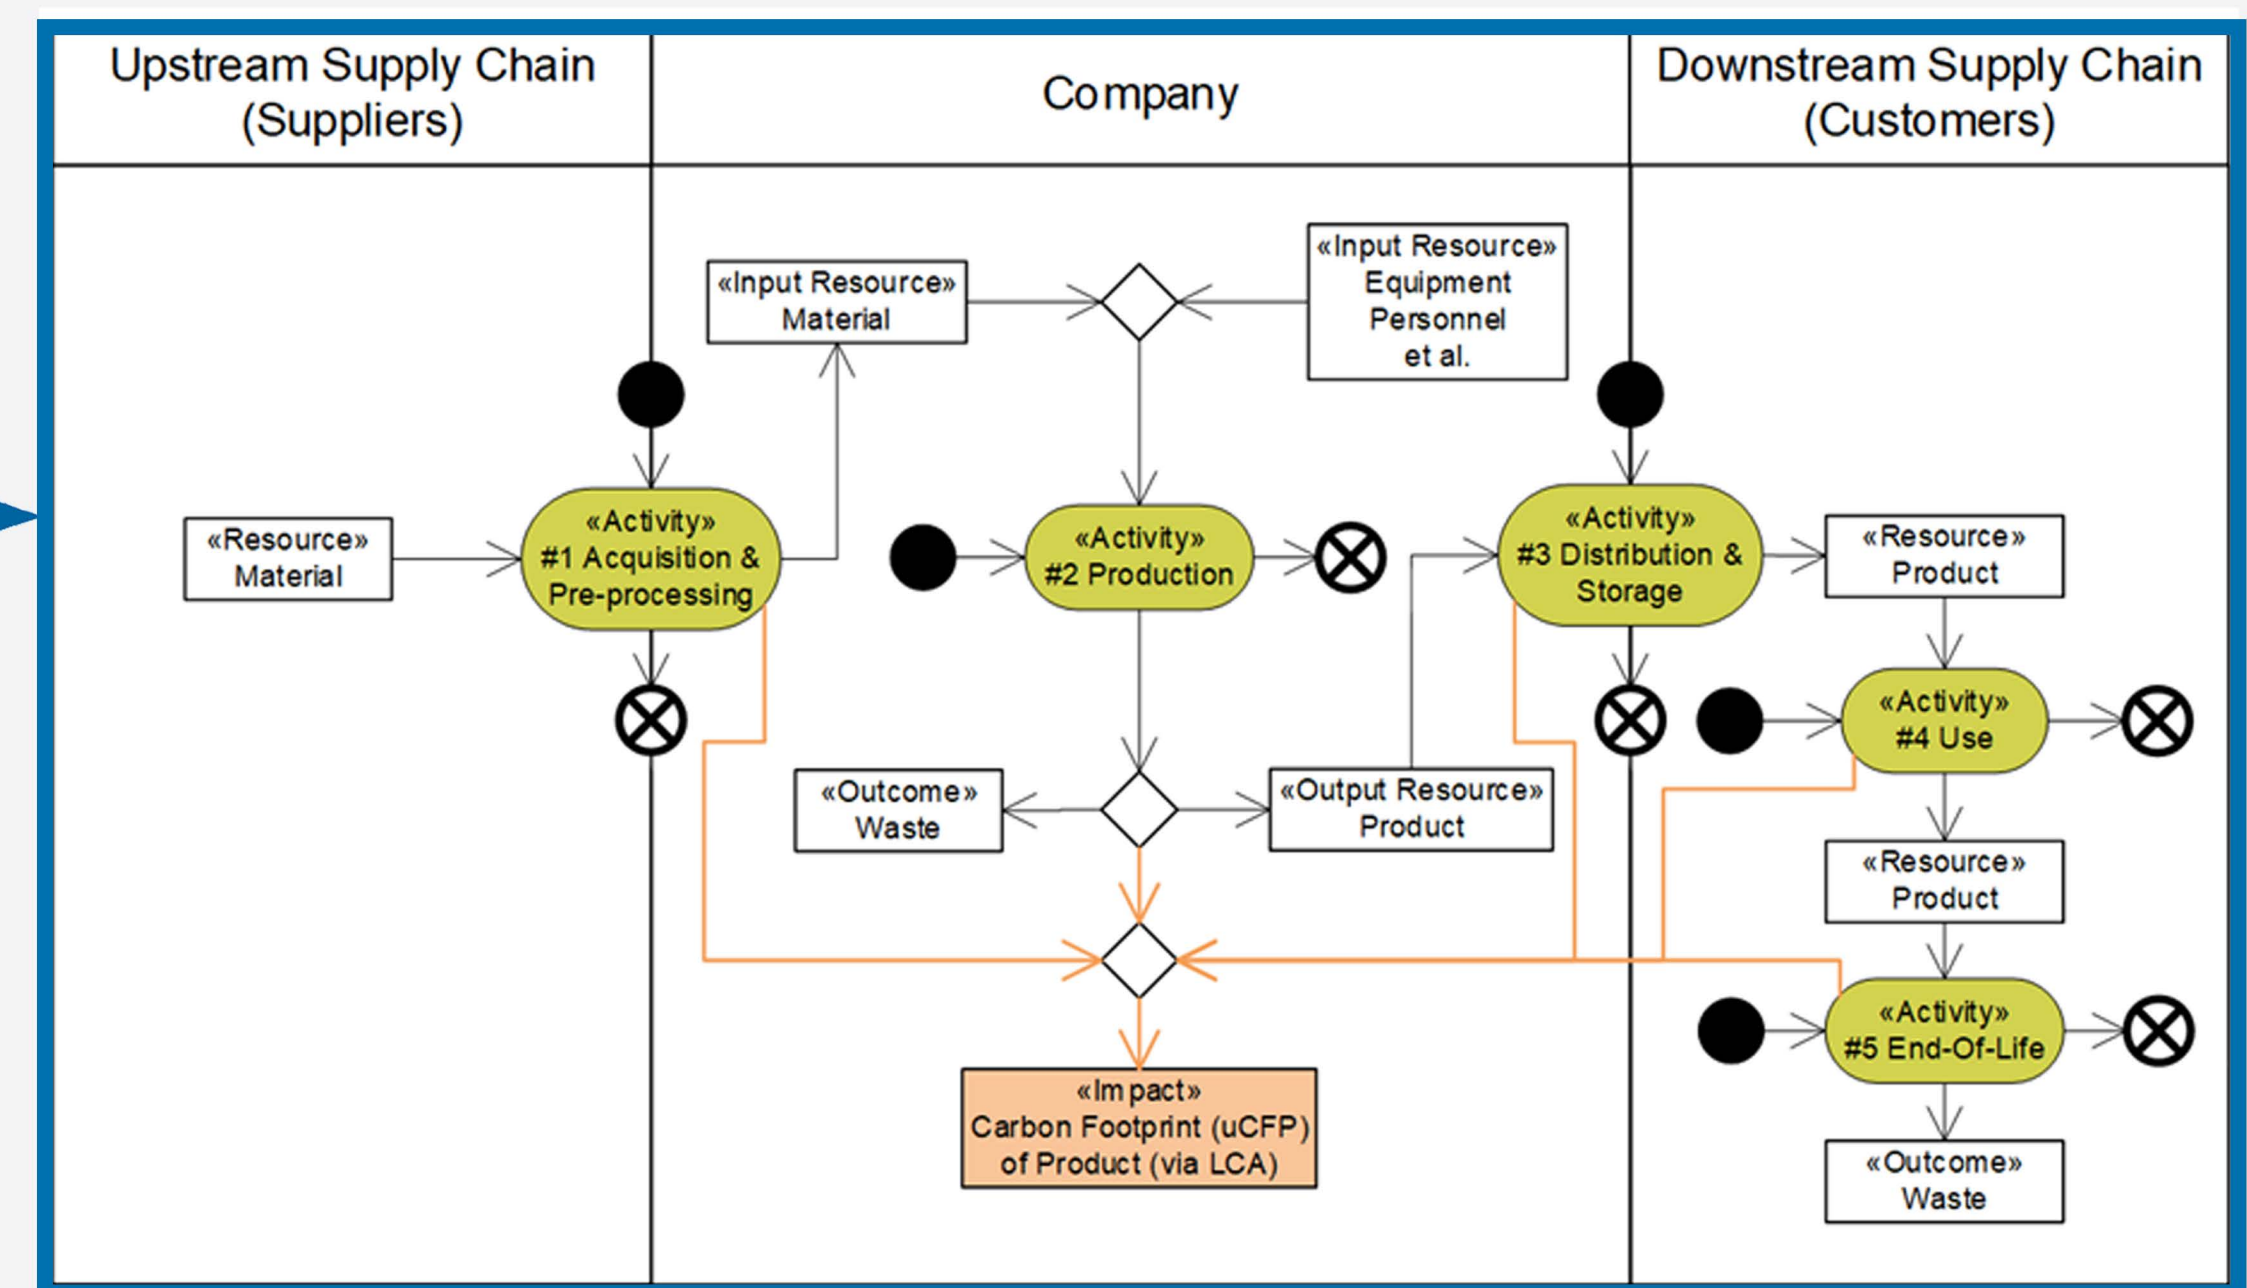 Upstream Supply Chain
(Suppliers)
Company
Downstream Supply Chain
(Customers)
«Input Resource»
Material
«Input Resource»
Equipment
Personnel
et al.
«Resource»
Material
«Activity»
#1 Acquisition &
Pre-processing
«Activity»
#2 Production
«Activity»
#3 Distribution &
Storage
«Resource»
Product
«Activity»
#4 Use
«Outcome»
Waste
«Output Resource»
Product
«Resource»
Product
«Activity»
#5 End-Of-Life
«Impact»
Carbon Footprint (uCFP)
of Product (via LCA)
«Outcome»
Waste